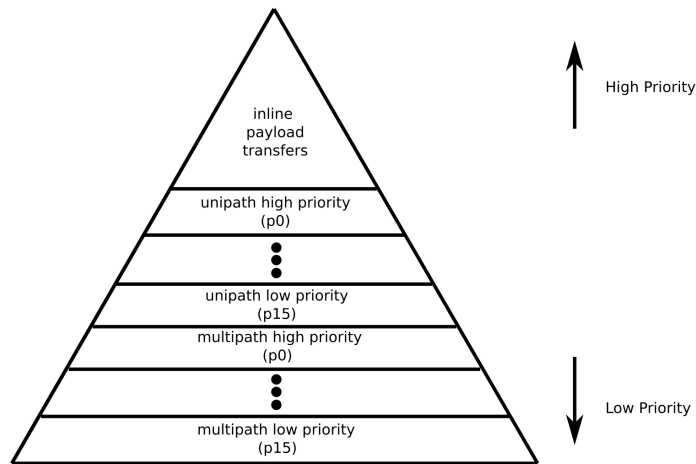 inline
payload
transfers
High Priority
unipath high priority
(p0)
unipath low priority
(p15)
multipath high priority
(p0)
Low Priority
multipath low priority
(p15)